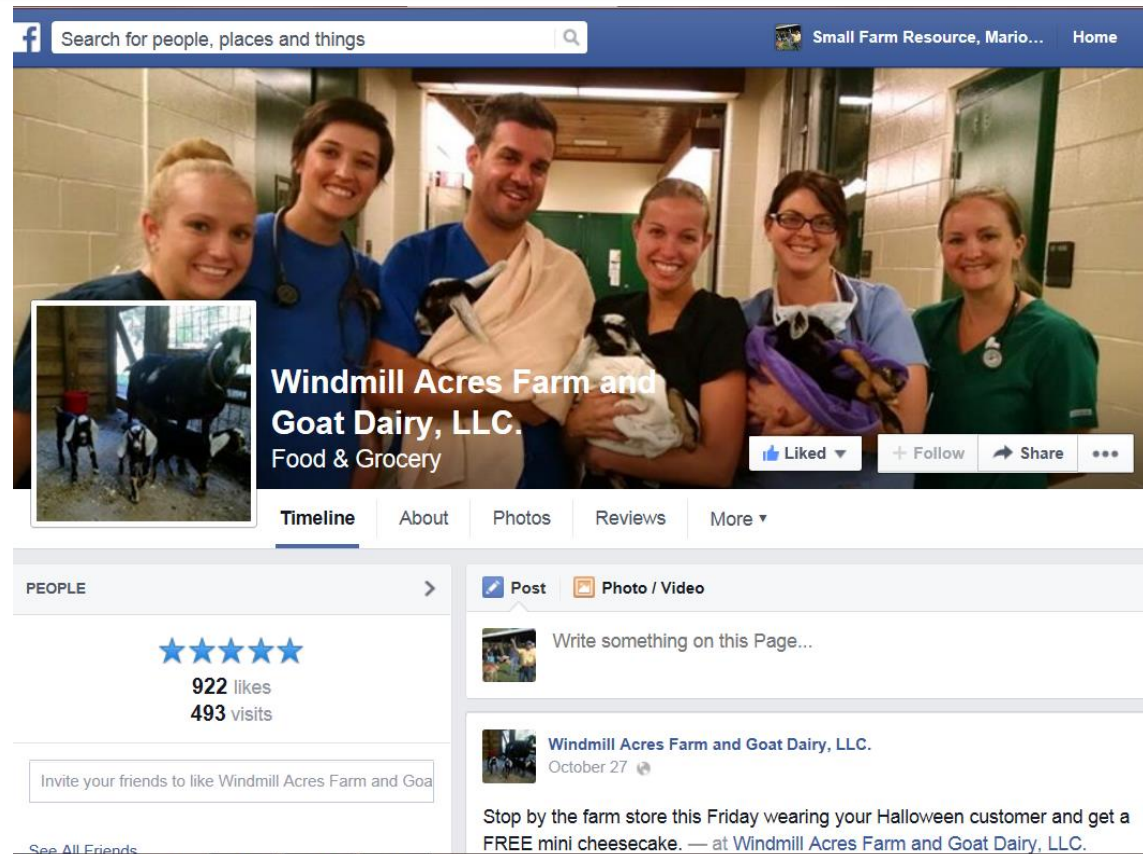 f Search for people, places and things Small Farm Resource, Mario... Home
Windmill Acres Farm and
Goat Dairy, LLC.
Food & Grocery
Liked + Follow Share
Timeline About Photos Reviews More
PEOPLE
922 likes
493 visits
Invite your friends to like Windmill Acres Farm and Goa
See All Friends
Post Photo / Video
Write something on this Page...
Windmill Acres Farm and Goat Dairy, LLC.
October 27
Stop by the farm store this Friday wearing your Halloween customer and get a
FREE mini cheesecake. — at Windmill Acres Farm and Goat Dairy, LLC.